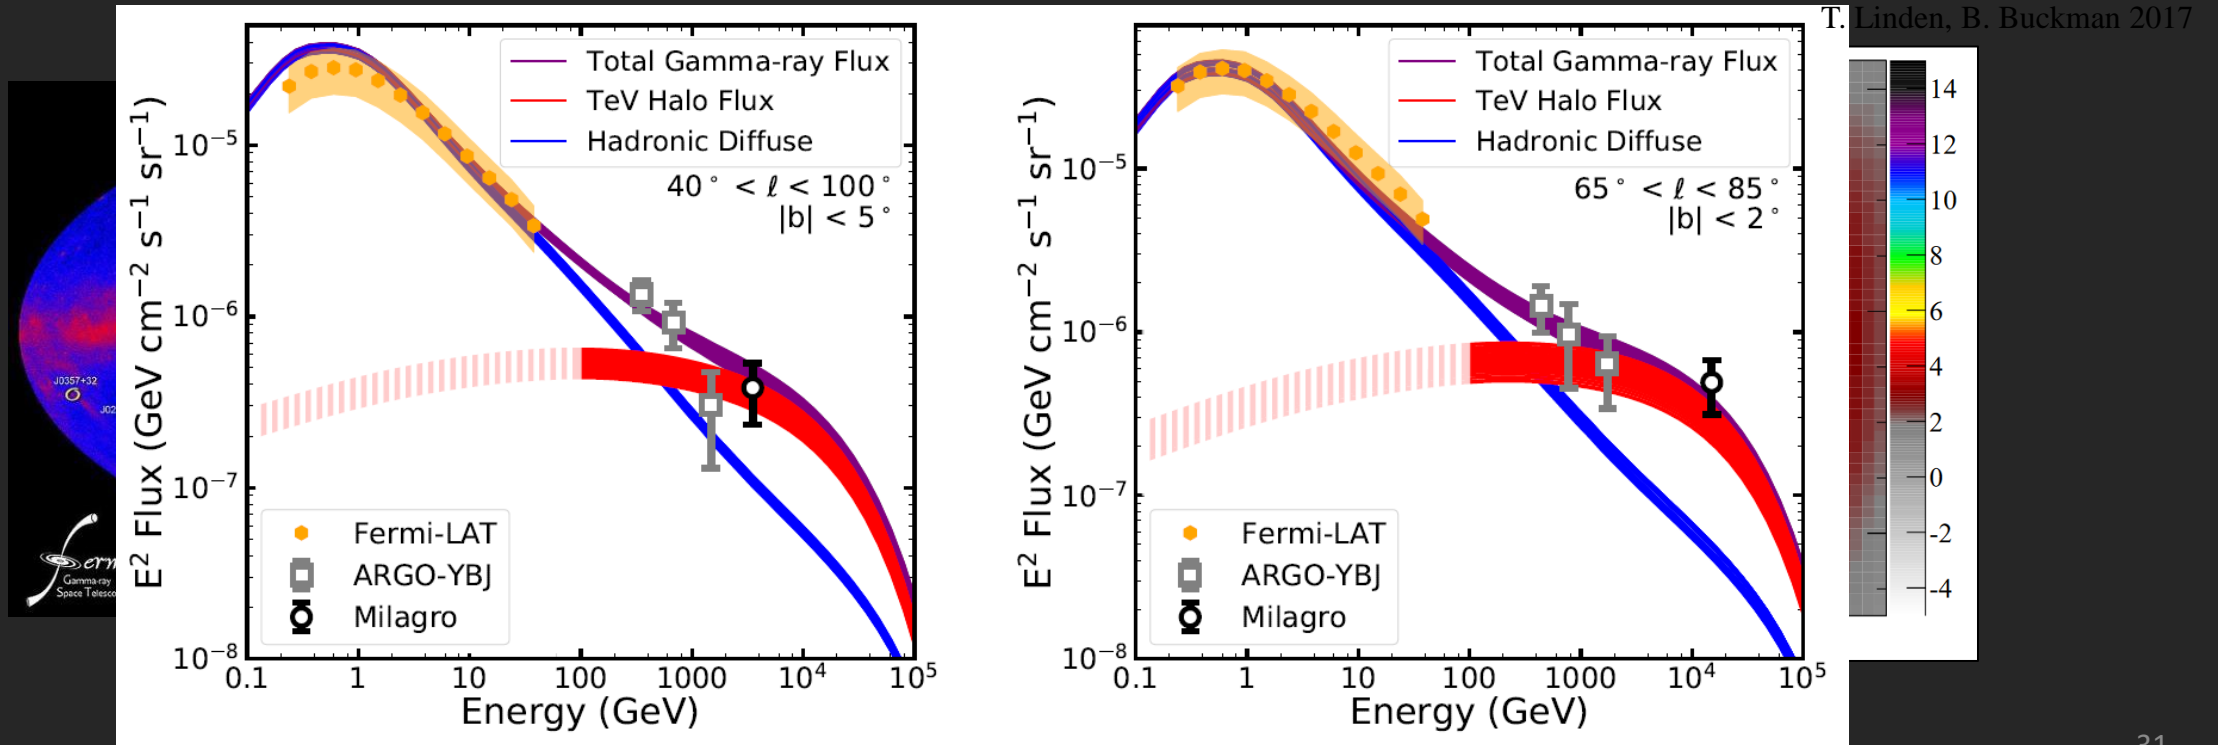 T. Linden, B. Buckman 2017
Total Gamma-ray Flux
TeV Halo Flux
Hadronic Diffuse
40° < ℓ < 100°
|b| < 5°
E² Flux (GeV cm⁻² s⁻¹ sr⁻¹)
10⁻⁵
10⁻⁶
10⁻⁷
10⁻⁸
Fermi-LAT
ARGO-YBJ
Milagro
0.1 1 10 100 1000 10⁴ 10⁵
Energy (GeV)
Total Gamma-ray Flux
TeV Halo Flux
Hadronic Diffuse
65° < ℓ < 85°
|b| < 2°
E² Flux (GeV cm⁻² s⁻¹ sr⁻¹)
10⁻⁵
10⁻⁶
10⁻⁷
10⁻⁸
Fermi-LAT
ARGO-YBJ
Milagro
0.1 1 10 100 1000 10⁴ 10⁵
Energy (GeV)
J0357+32
J02
Gamma-ray
Space
14
12
10
8
6
4
2
0
-2
-4